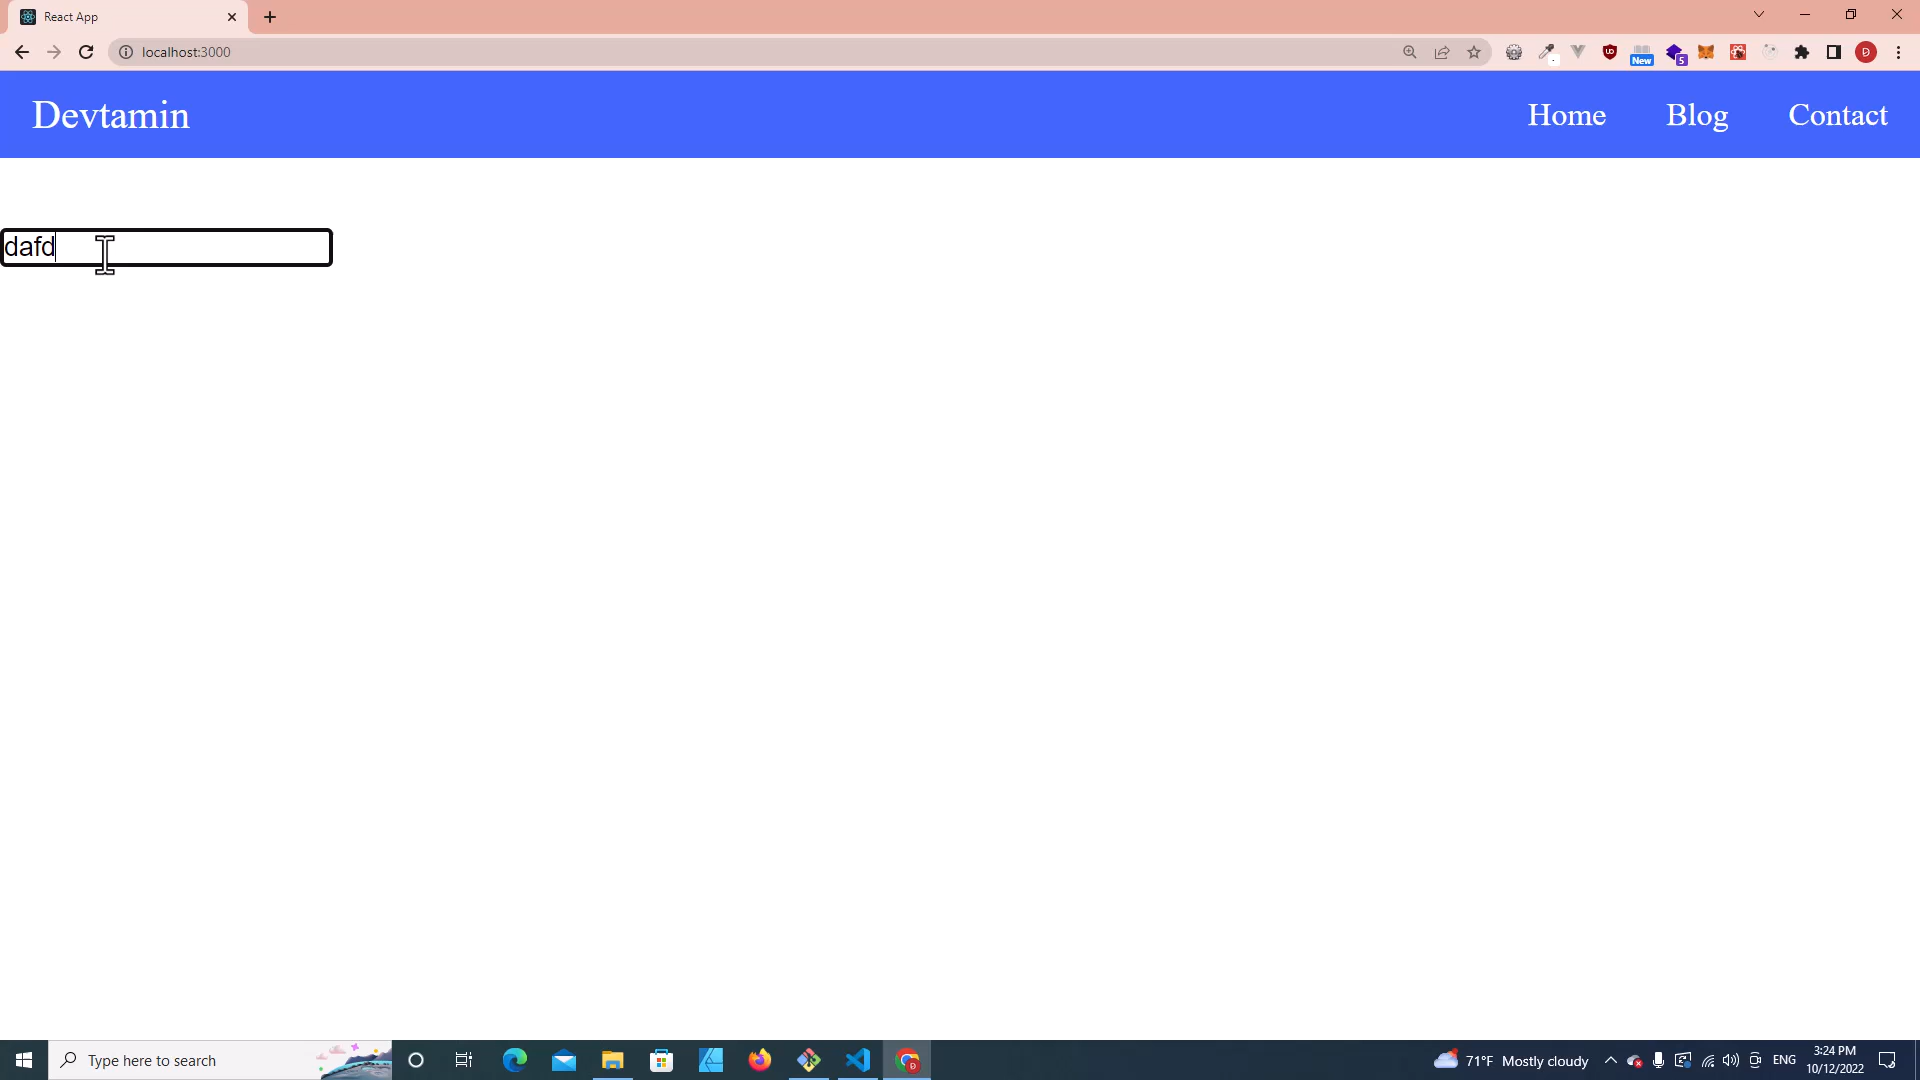 React App
localhost:3000
New
5
D
Devtamin
Home
Blog
Contact
dafd
Type here to search
71°F Mostly cloudy
ENG
3:24 PM
10/12/2022